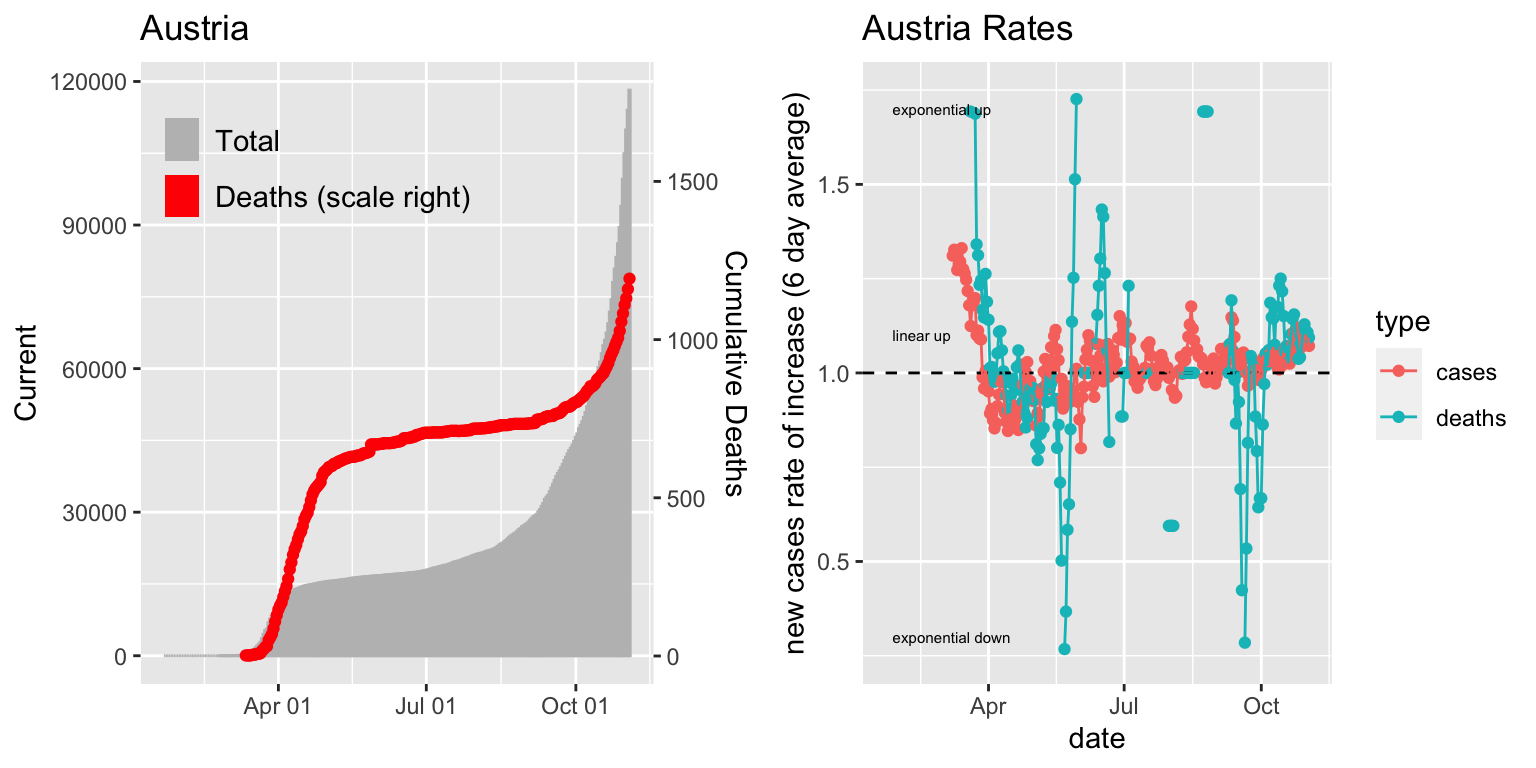 Austria
120000
90000
60000
30000
0
Current
Total
Deaths (scale right)
1500
1000
500
0
Cumulative Deaths
Apr 01
Jul 01
Oct 01
Austria Rates
new cases rate of increase (6 day average)
1.5
1.0
0.5
exponential up
linear up
exponential down
Apr
Jul
Oct
date
type
cases
deaths